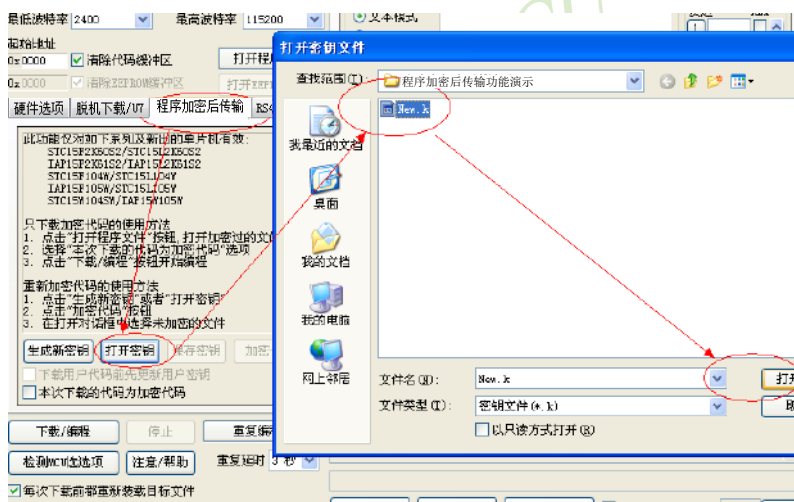 最低波特率 2400 最高波特率 115200 文本模式
起始地址
0x 0000 清除代码缓冲区 打开程
0x 0000 清除EEPROM缓冲区 打开EEP
硬件选项 脱机下载/U7 程序加密后传输 RS4
此功能仅对如下系列及新出的单片机有效:
STC15F2K60S2/STC15L2K60S2
IAP15F2K61S2/IAP15L2K61S2
STC15F104W/STC15L104W
IAP15F105W/STC15L105W
STC15W104SW/IAP15W105W
只下载加密代码的使用方法
1. 点击"打开程序文件"按钮,打开加密过的文
2. 选择"本次下载的代码为加密代码"选项
3. 点击"下载/编程"按钮开始编程
重新加密代码的使用方法
1. 点击"生成新密钥"或者"打开密钥"
2. 点击"加密代码"按钮
3. 在打开对话框中选择未加密的文件
生成新密钥 打开密钥 保存密钥 加密
下载用户代码前先更新用户密钥
本次下载的代码为加密代码
下载/编程 停止 重复编
检测MCU选项 注意/帮助 重复延时 3 秒
每次下载前都重新装载目标文件
打开密钥文件
查找范围(I): 程序加密后传输功能演示
New.k
我最近的文档
桌面
我的文档
我的电脑
网上邻居
文件名(N): New.k 打开
文件类型(T): 密钥文件(*.k) 取
以只读方式打开(R)